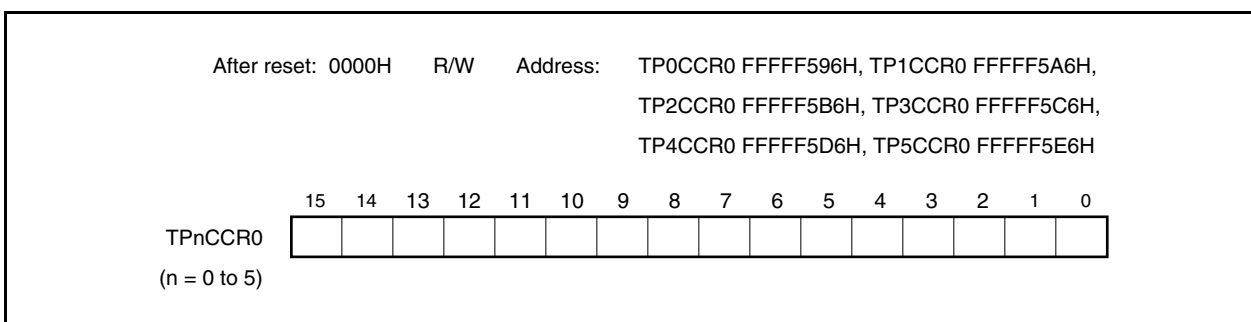 After reset: 0000H R/W Address: TP0CCR0 FFFFF596H, TP1CCR0 FFFFF5A6H,
TP2CCR0 FFFFF5B6H, TP3CCR0 FFFFF5C6H,
TP4CCR0 FFFFF5D6H, TP5CCR0 FFFFF5E6H
15 14 13 12 11 10 9 8 7 6 5 4 3 2 1 0
TPnCCR0
(n = 0 to 5)